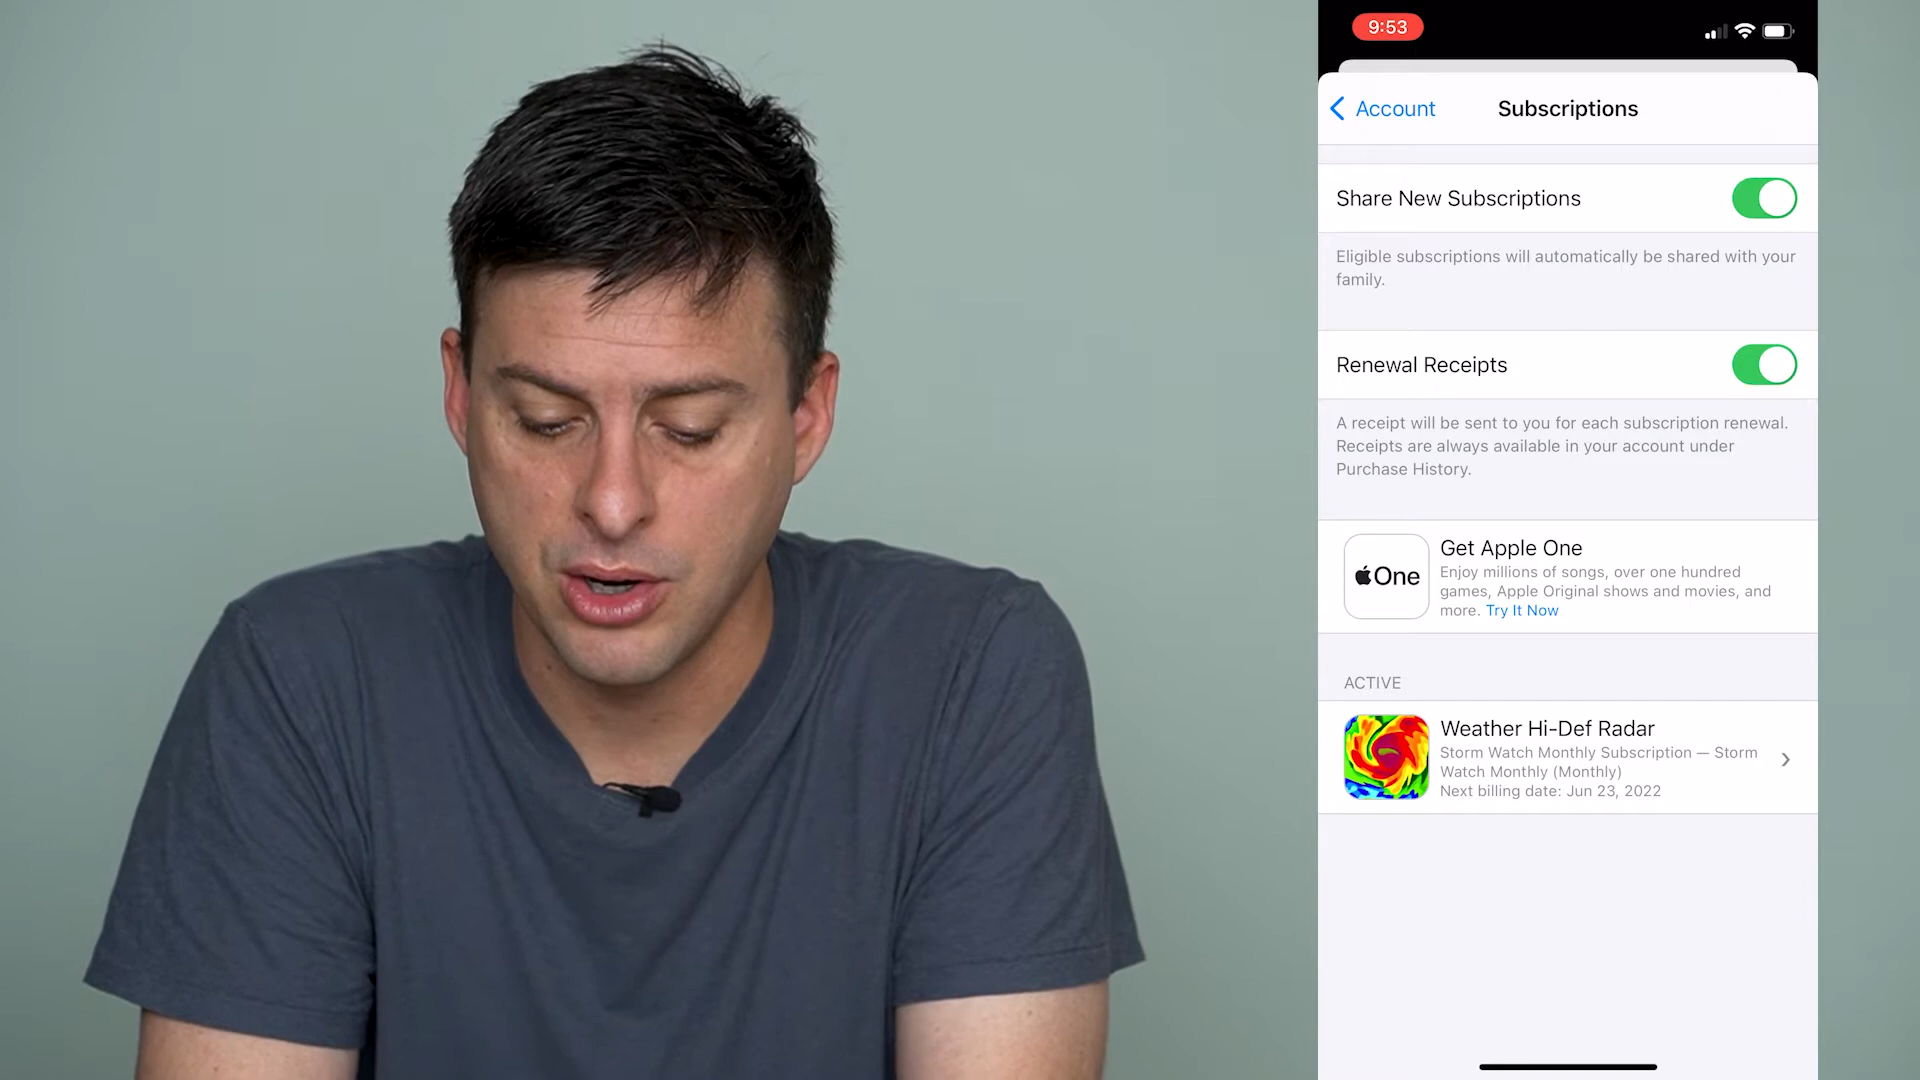 9:53
Account
Subscriptions
Share New Subscriptions
Eligible subscriptions will automatically be shared with your
family.
Renewal Receipts
A receipt will be sent to you for each subscription renewal.
Receipts are always available in your account under
Purchase History.
One
Get Apple One
Enjoy millions of songs, over one hundred
games, Apple Original shows and movies, and
more. Try It Now
ACTIVE
Weather Hi-Def Radar
Storm Watch Monthly Subscription — Storm
Watch Monthly (Monthly)
Next billing date: Jun 23, 2022